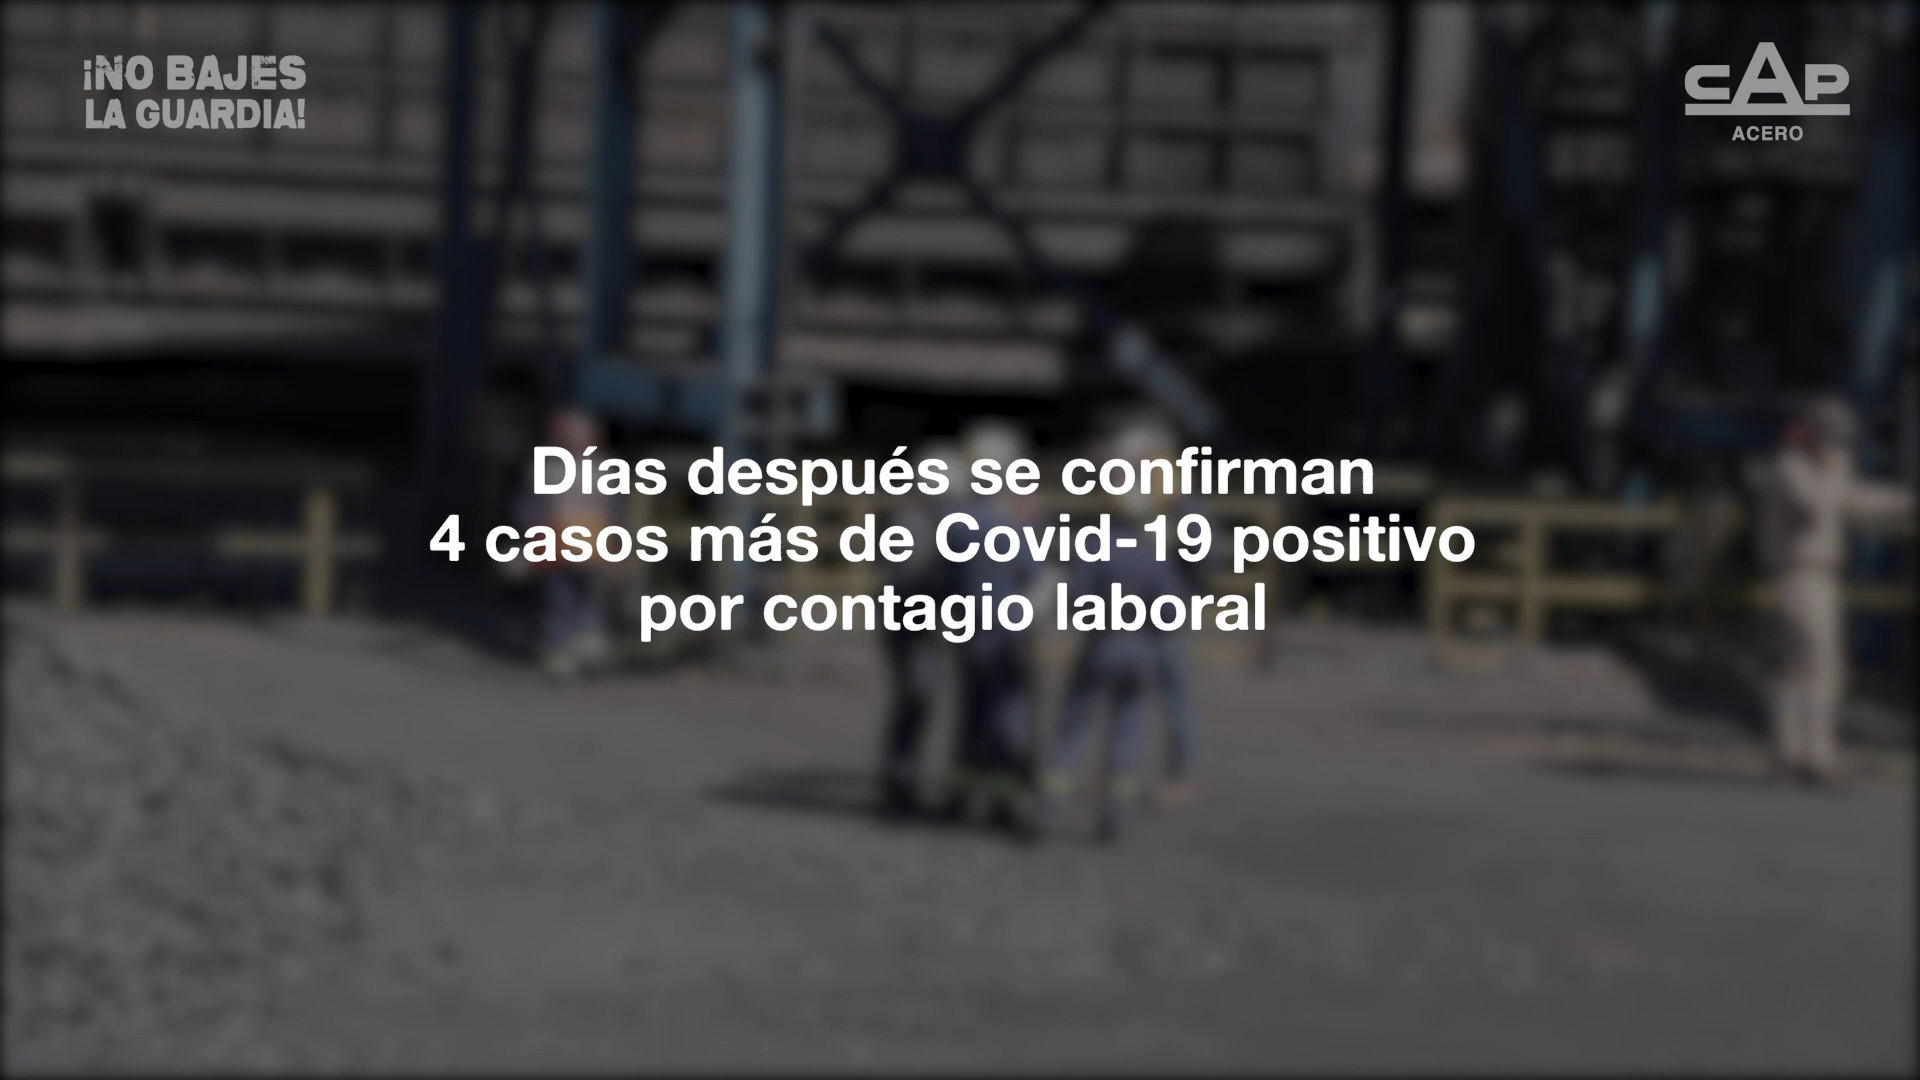 ¡NO BAJES
LA GUARDIA!
CAP
ACERO
Días después se confirman
4 casos más de Covid-19 positivo
por contagio laboral